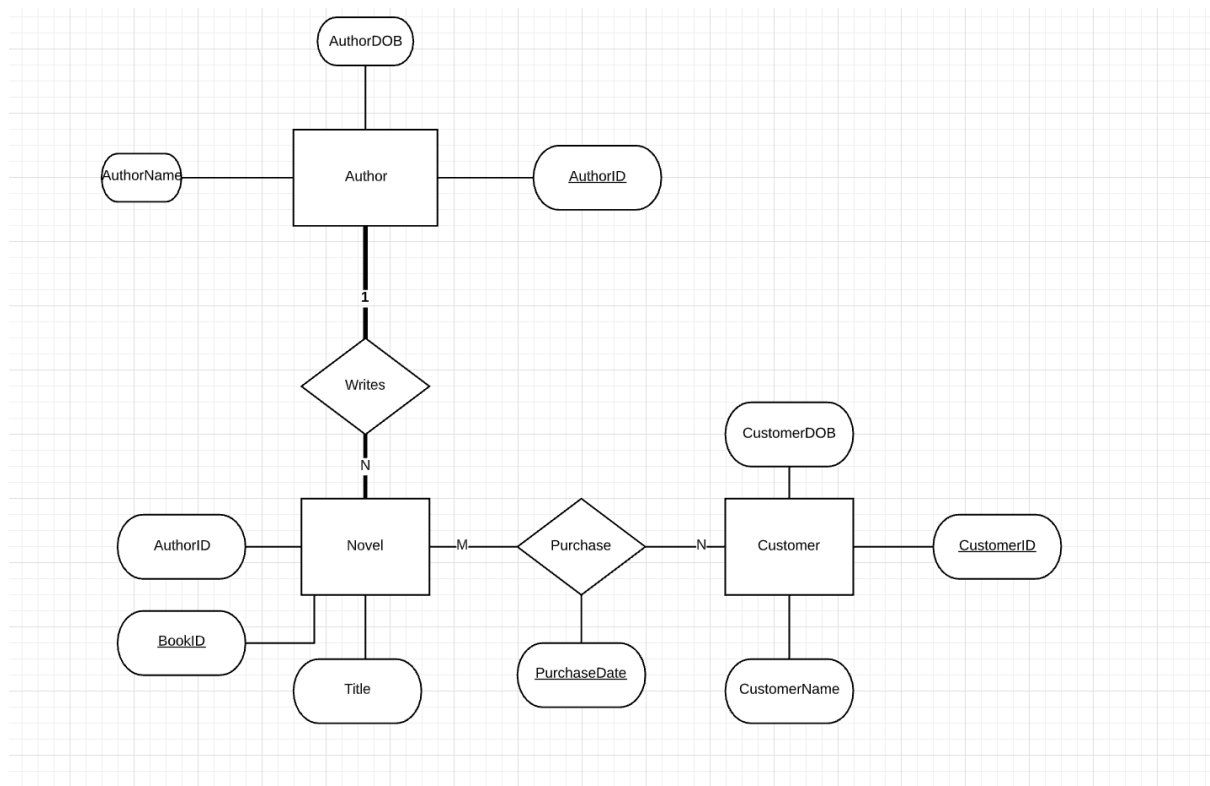 AuthorDOB
AuthorName
Author
AuthorID
1
Writes
N
CustomerDOB
AuthorID
Novel
M
Purchase
N
Customer
CustomerID
BookID
Title
PurchaseDate
CustomerName